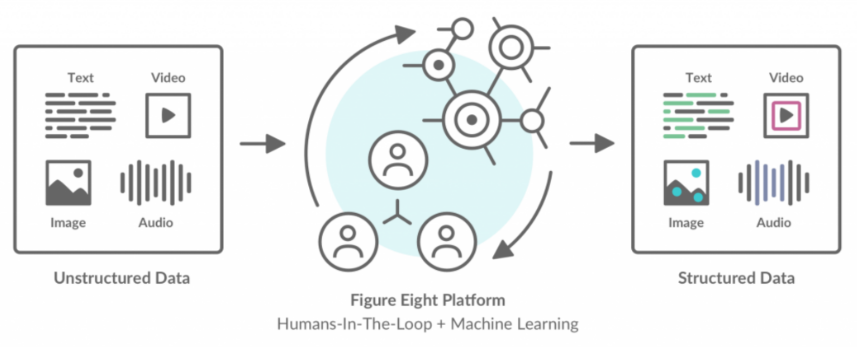 Text Video
Image Audio
Unstructured Data
Figure Eight Platform
Humans-In-The-Loop + Machine Learning
Text Video
Image Audio
Structured Data